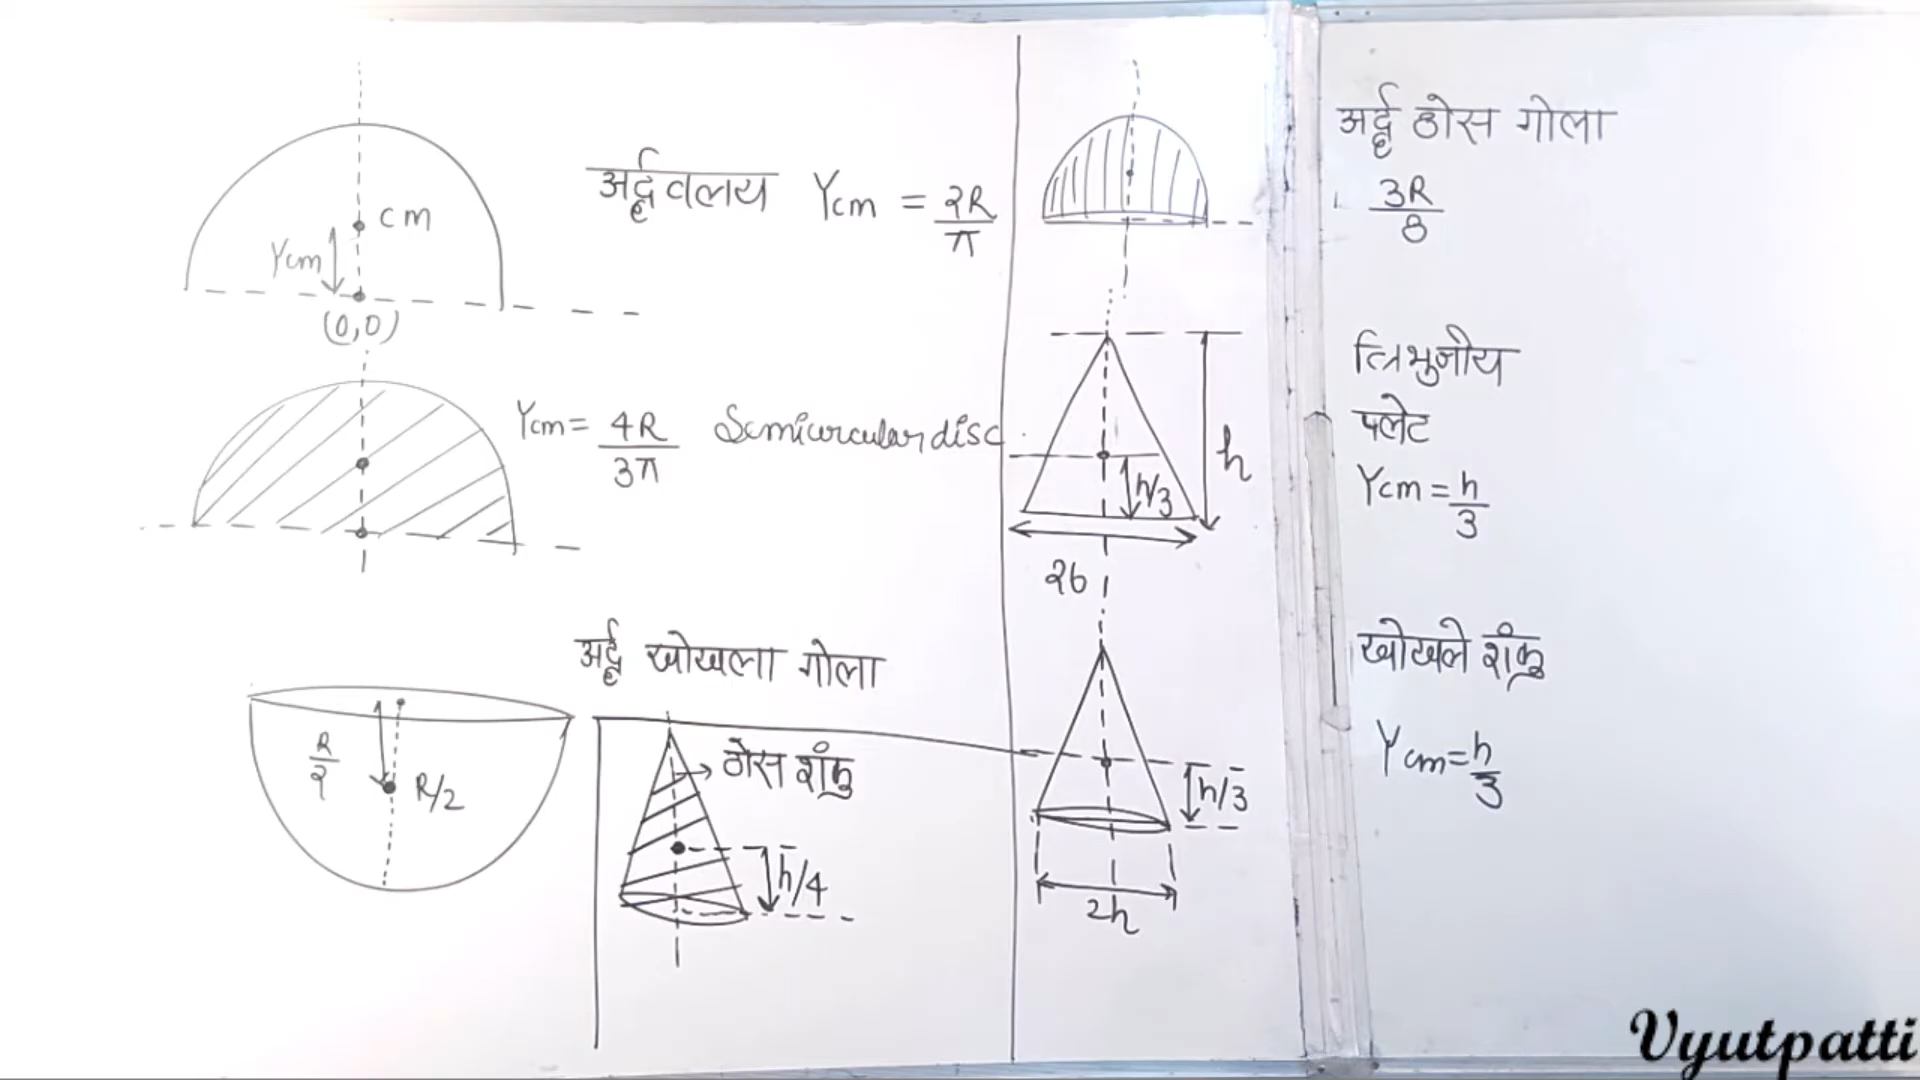 cm
Ycm
(0,0)
अर्द्धवलय Ycm = 2R/π
Ycm = 4R/3π Semicircular disc
अर्द्ध खोखला गोला
R/2
R/2
ठोस शंकु
h/4
अर्द्ध ठोस गोला
3R/8
h
h/3
2b
त्रिभुजीय
प्लेट
Ycm = h/3
खोखले शंकु
Ycm = h/3
h/3
2h
Vyutpatti